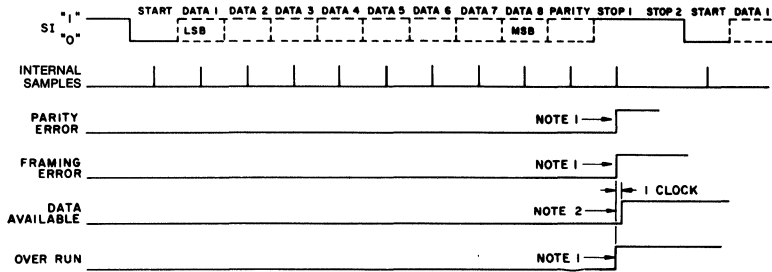 START DATA 1 DATA 2 DATA 3 DATA 4 DATA 5 DATA 6 DATA 7 DATA 8 PARITY STOP 1 STOP 2 START DATA 1
SI "1"
"0"
LSB MSB
INTERNAL
SAMPLES
PARITY
ERROR
NOTE 1
FRAMING
ERROR
NOTE 1
1 CLOCK
DATA
AVAILABLE
NOTE 2
OVER RUN
NOTE 1